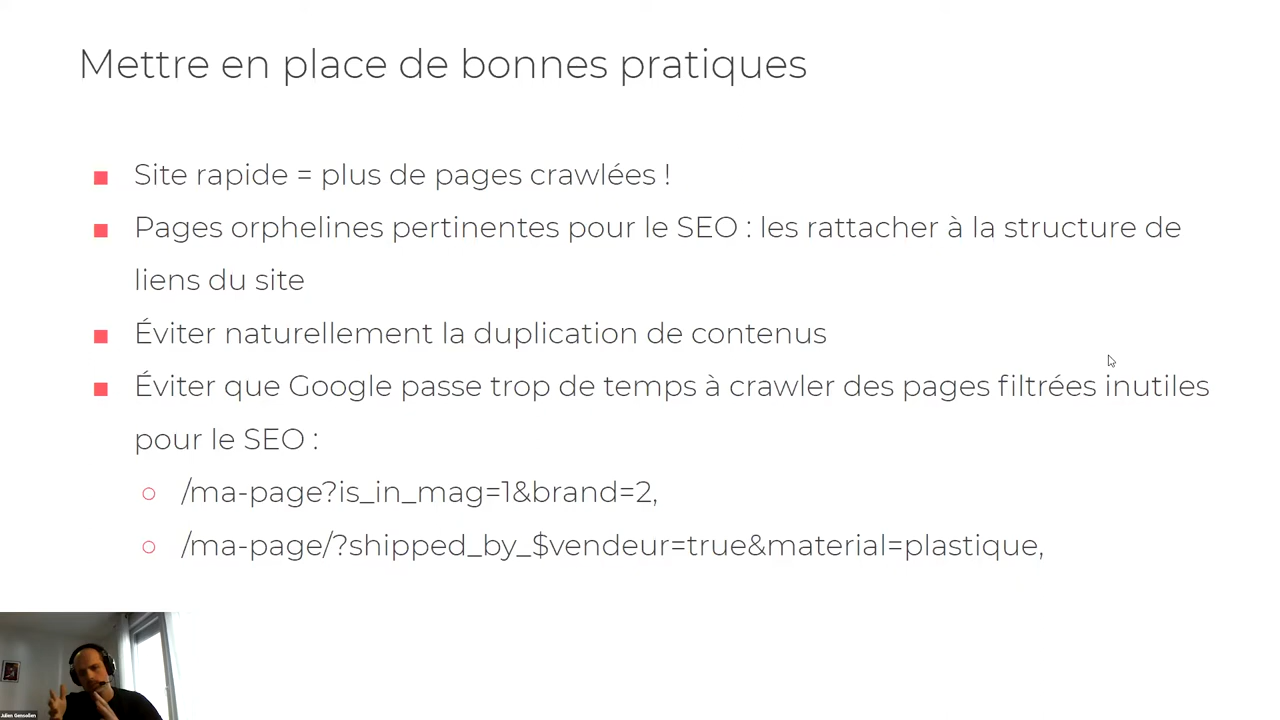 Mettre en place de bonnes pratiques
Site rapide = plus de pages crawlées !
Pages orphelines pertinentes pour le SEO : les rattacher à la structure de
liens du site
Éviter naturellement la duplication de contenus
Éviter que Google passe trop de temps à crawler des pages filtrées inutiles
pour le SEO :
/ma-page?is_in_mag=1&brand=2,
/ma-page/?shipped_by_$vendeur=true&material=plastique,
Julien Gensollen